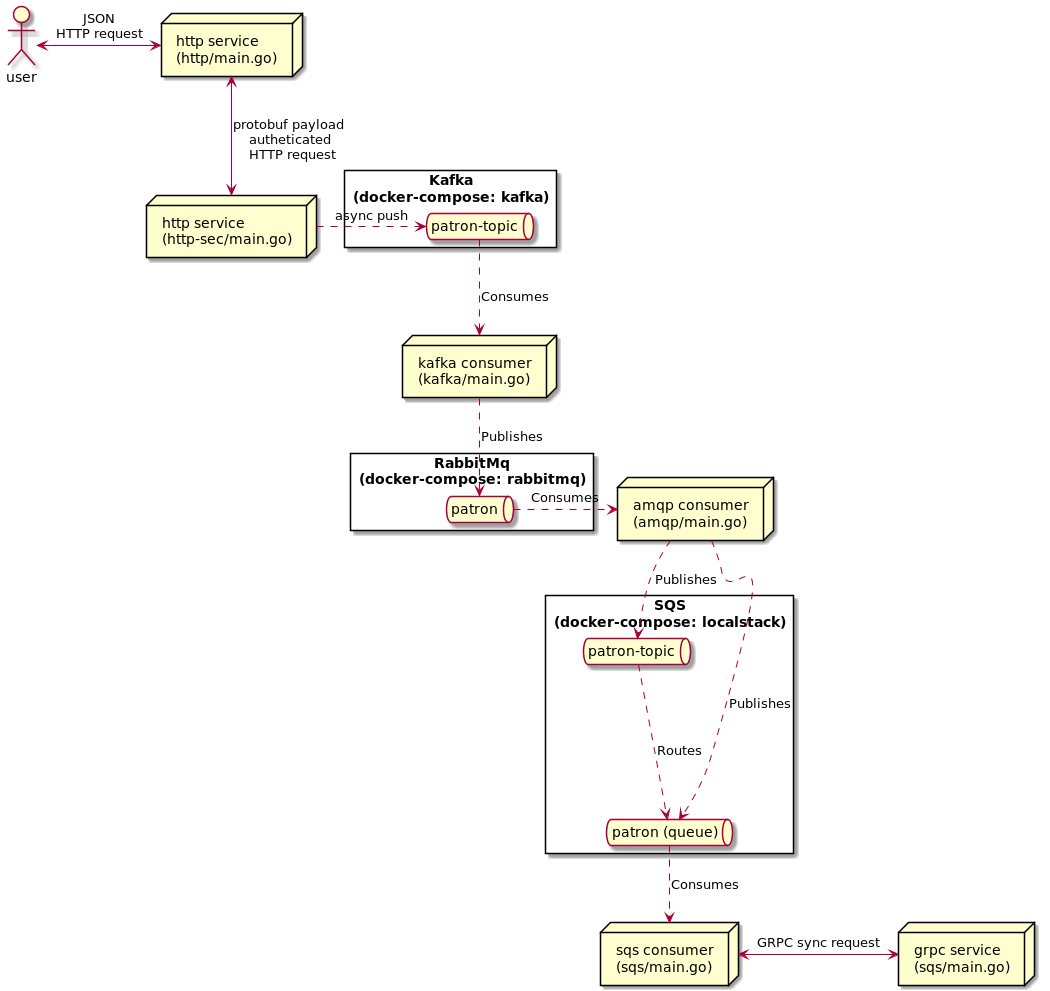 JSON
HTTP request
user
http service
(http/main.go)
protobuf payload
autheticated
HTTP request
http service
(http-sec/main.go)
async push
Kafka
(docker-compose: kafka)
patron-topic
Consumes
kafka consumer
(kafka/main.go)
Publishes
RabbitMq
(docker-compose: rabbitmq)
patron
Consumes
amqp consumer
(amqp/main.go)
Publishes
SQS
(docker-compose: localstack)
patron-topic
Publishes
Routes
patron (queue)
Consumes
sqs consumer
(sqs/main.go)
GRPC sync request
grpc service
(sqs/main.go)